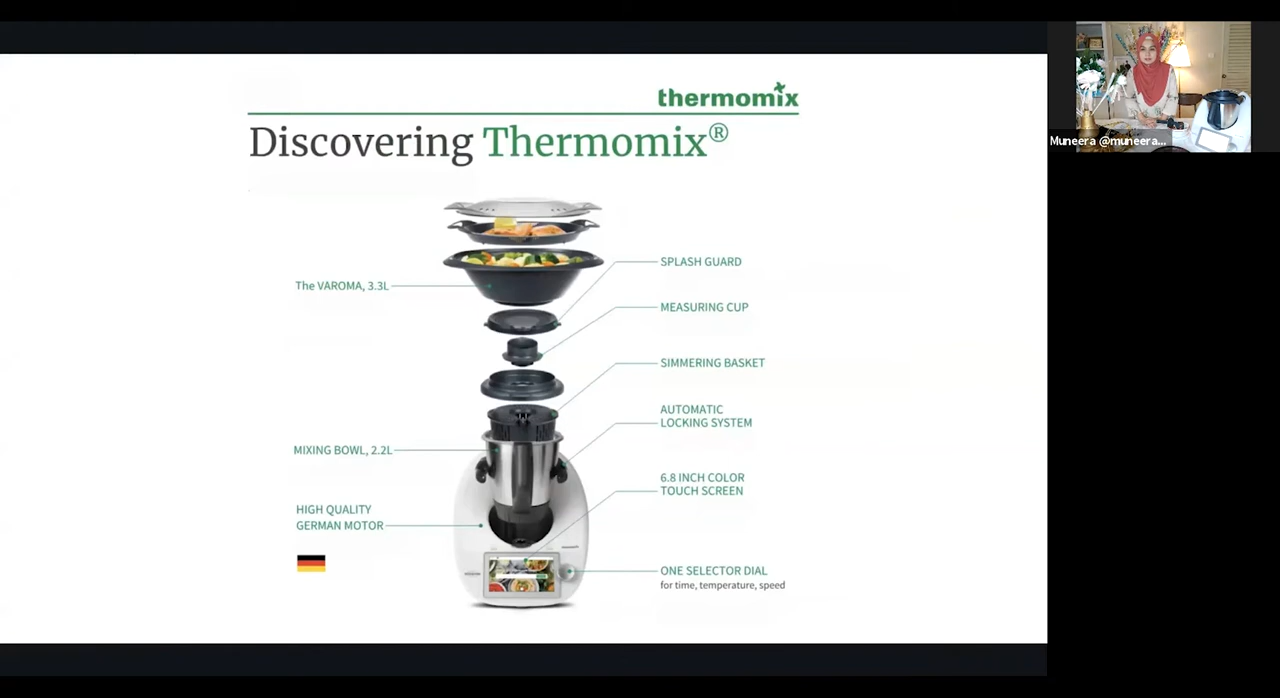 thermomix
Discovering Thermomix®
The VAROMA, 3.3L
SPLASH GUARD
MEASURING CUP
SIMMERING BASKET
AUTOMATIC
LOCKING SYSTEM
MIXING BOWL, 2.2L
6.8 INCH COLOR
TOUCH SCREEN
HIGH QUALITY
GERMAN MOTOR
ONE SELECTOR DIAL
for time, temperature, speed
Muneera @muneera...